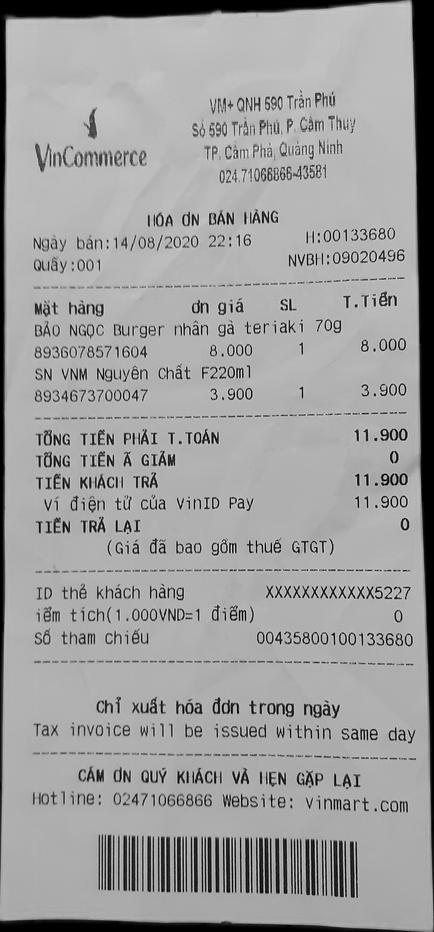 VinCommerce
VM+ QNH 590 Trần Phú
Số 590 Trần Phú, P. Cẩm Thủy
TP. Cẩm Phả, Quảng Ninh
024.71066866-43581
HÓA ƠN BÁN HÀNG
Ngày bán:14/08/2020 22:16 H:00133680
Quầy:001 NVBH:09020496
Mặt hàng ơn giá SL T.Tiền
BẢO NGỌC Burger nhân gà teriaki 70g
8936078571604 8.000 1 8.000
SN VNM Nguyên Chất F220ml
8934673700047 3.900 1 3.900
TỔNG TIỀN PHẢI T.TOÁN 11.900
TỔNG TIỀN Ã GIẢM 0
TIỀN KHÁCH TRẢ 11.900
Ví điện tử của VinID Pay 11.900
TIỀN TRẢ LẠI 0
(Giá đã bao gồm thuế GTGT)
ID thẻ khách hàng XXXXXXXXXXXX5227
iểm tích(1.000VND=1 điểm) 0
Số tham chiếu 00435800100133680
Chỉ xuất hóa đơn trong ngày
Tax invoice will be issued within same day
CẢM ƠN QUÝ KHÁCH VÀ HẸN GẶP LẠI
Hotline: 02471066866 Website: vinmart.com